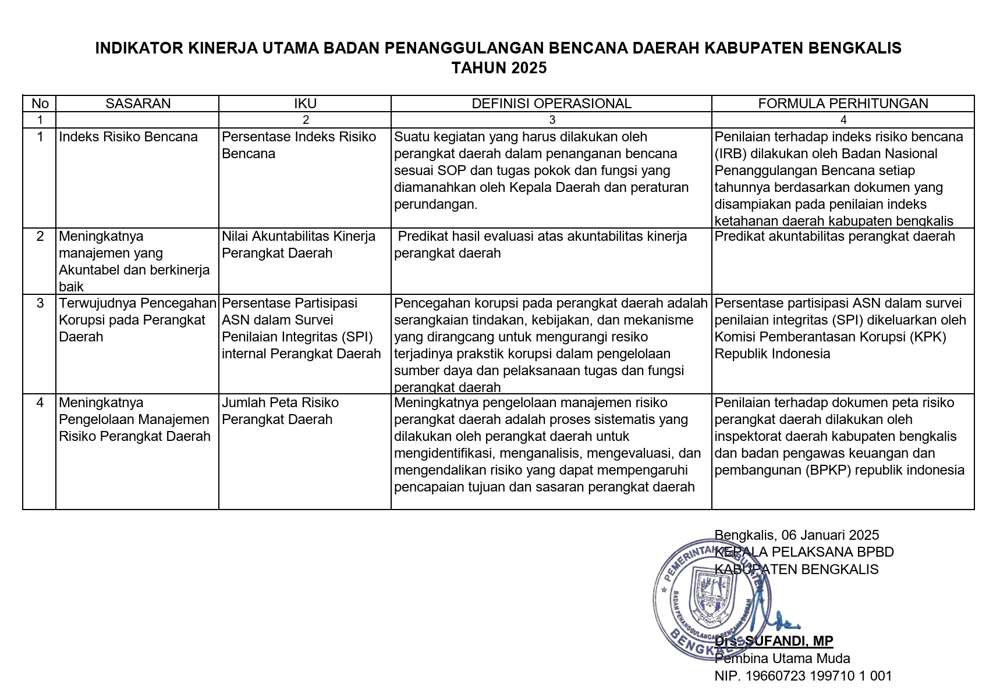 INDIKATOR KINERJA UTAMA BADAN PENANGGULANGAN BENCANA DAERAH KABUPATEN BENGKALIS
TAHUN 2025
No SASARAN IKU DEFINISI OPERASIONAL FORMULA PERHITUNGAN
1 2 3 4
1
Indeks Risiko Bencana
Persentase Indeks Risiko
Bencana
Suatu kegiatan yang harus dilakukan oleh
perangkat daerah dalam penanganan bencana
sesuai SOP dan tugas pokok dan fungsi yang
diamanahkan oleh Kepala Daerah dan peraturan
perundangan.
Penilaian terhadap indeks risiko bencana
(IRB) dilakukan oleh Badan Nasional
Penanggulangan Bencana setiap
tahunnya berdasarkan dokumen yang
disampiakan pada penilaian indeks
ketahanan daerah kabupaten bengkalis
2
Meningkatnya
manajemen yang
Akuntabel dan berkinerja
baik
Nilai Akuntabilitas Kinerja
Perangkat Daerah
Predikat hasil evaluasi atas akuntabilitas kinerja
perangkat daerah
Predikat akuntabilitas perangkat daerah
3
Terwujudnya Pencegahan
Korupsi pada Perangkat
Daerah
Persentase Partisipasi
ASN dalam Survei
Penilaian Integritas (SPI)
internal Perangkat Daerah
Pencegahan korupsi pada perangkat daerah adalah
serangkaian tindakan, kebijakan, dan mekanisme
yang dirangcang untuk mengurangi resiko
terjadinya prakstik korupsi dalam pengelolaan
sumber daya dan pelaksanaan tugas dan fungsi
perangkat daerah
Persentase partisipasi ASN dalam survei
penilaian integritas (SPI) dikeluarkan oleh
Komisi Pemberantasan Korupsi (KPK)
Republik Indonesia
4
Meningkatnya
Pengelolaan Manajemen
Risiko Perangkat Daerah
Jumlah Peta Risiko
Perangkat Daerah
Meningkatnya pengelolaan manajemen risiko
perangkat daerah adalah proses sistematis yang
dilakukan oleh perangkat daerah untuk
mengidentifikasi, menganalisis, mengevaluasi, dan
mengendalikan risiko yang dapat mempengaruhi
pencapaian tujuan dan sasaran perangkat daerah
Penilaian terhadap dokumen peta risiko
perangkat daerah dilakukan oleh
inspektorat daerah kabupaten bengkalis
dan badan pengawas keuangan dan
pembangunan (BPKP) republik indonesia
Bengkalis, 06 Januari 2025
KEPALA PELAKSANA BPBD
KABUPATEN BENGKALIS
PEMERINTAH KABUPATEN
BADAN PENANGGULANGAN BENCANA DAERAH
BENGKALIS
BENGKALIS
Drs. SUFANDI, MP
Pembina Utama Muda
NIP. 19660723 199710 1 001